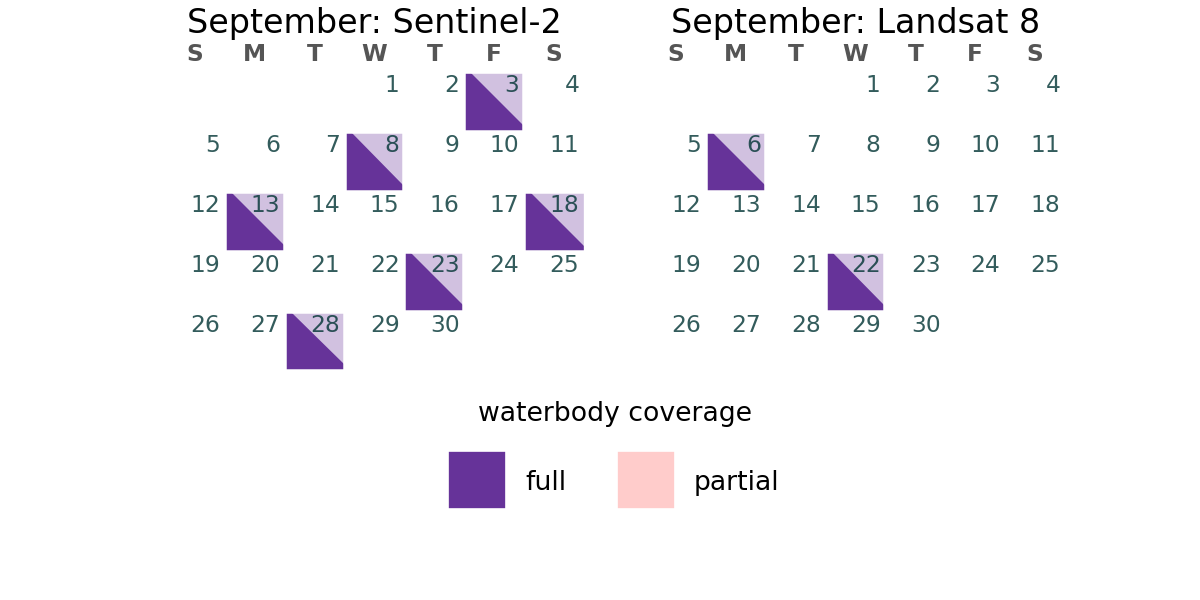 September: Sentinel-2
S M T W T F S
1 2 3 4
5 6 7 8 9 10 11
12 13 14 15 16 17 18
19 20 21 22 23 24 25
26 27 28 29 30
September: Landsat 8
S M T W T F S
1 2 3 4
5 6 7 8 9 10 11
12 13 14 15 16 17 18
19 20 21 22 23 24 25
26 27 28 29 30
waterbody coverage
full
partial